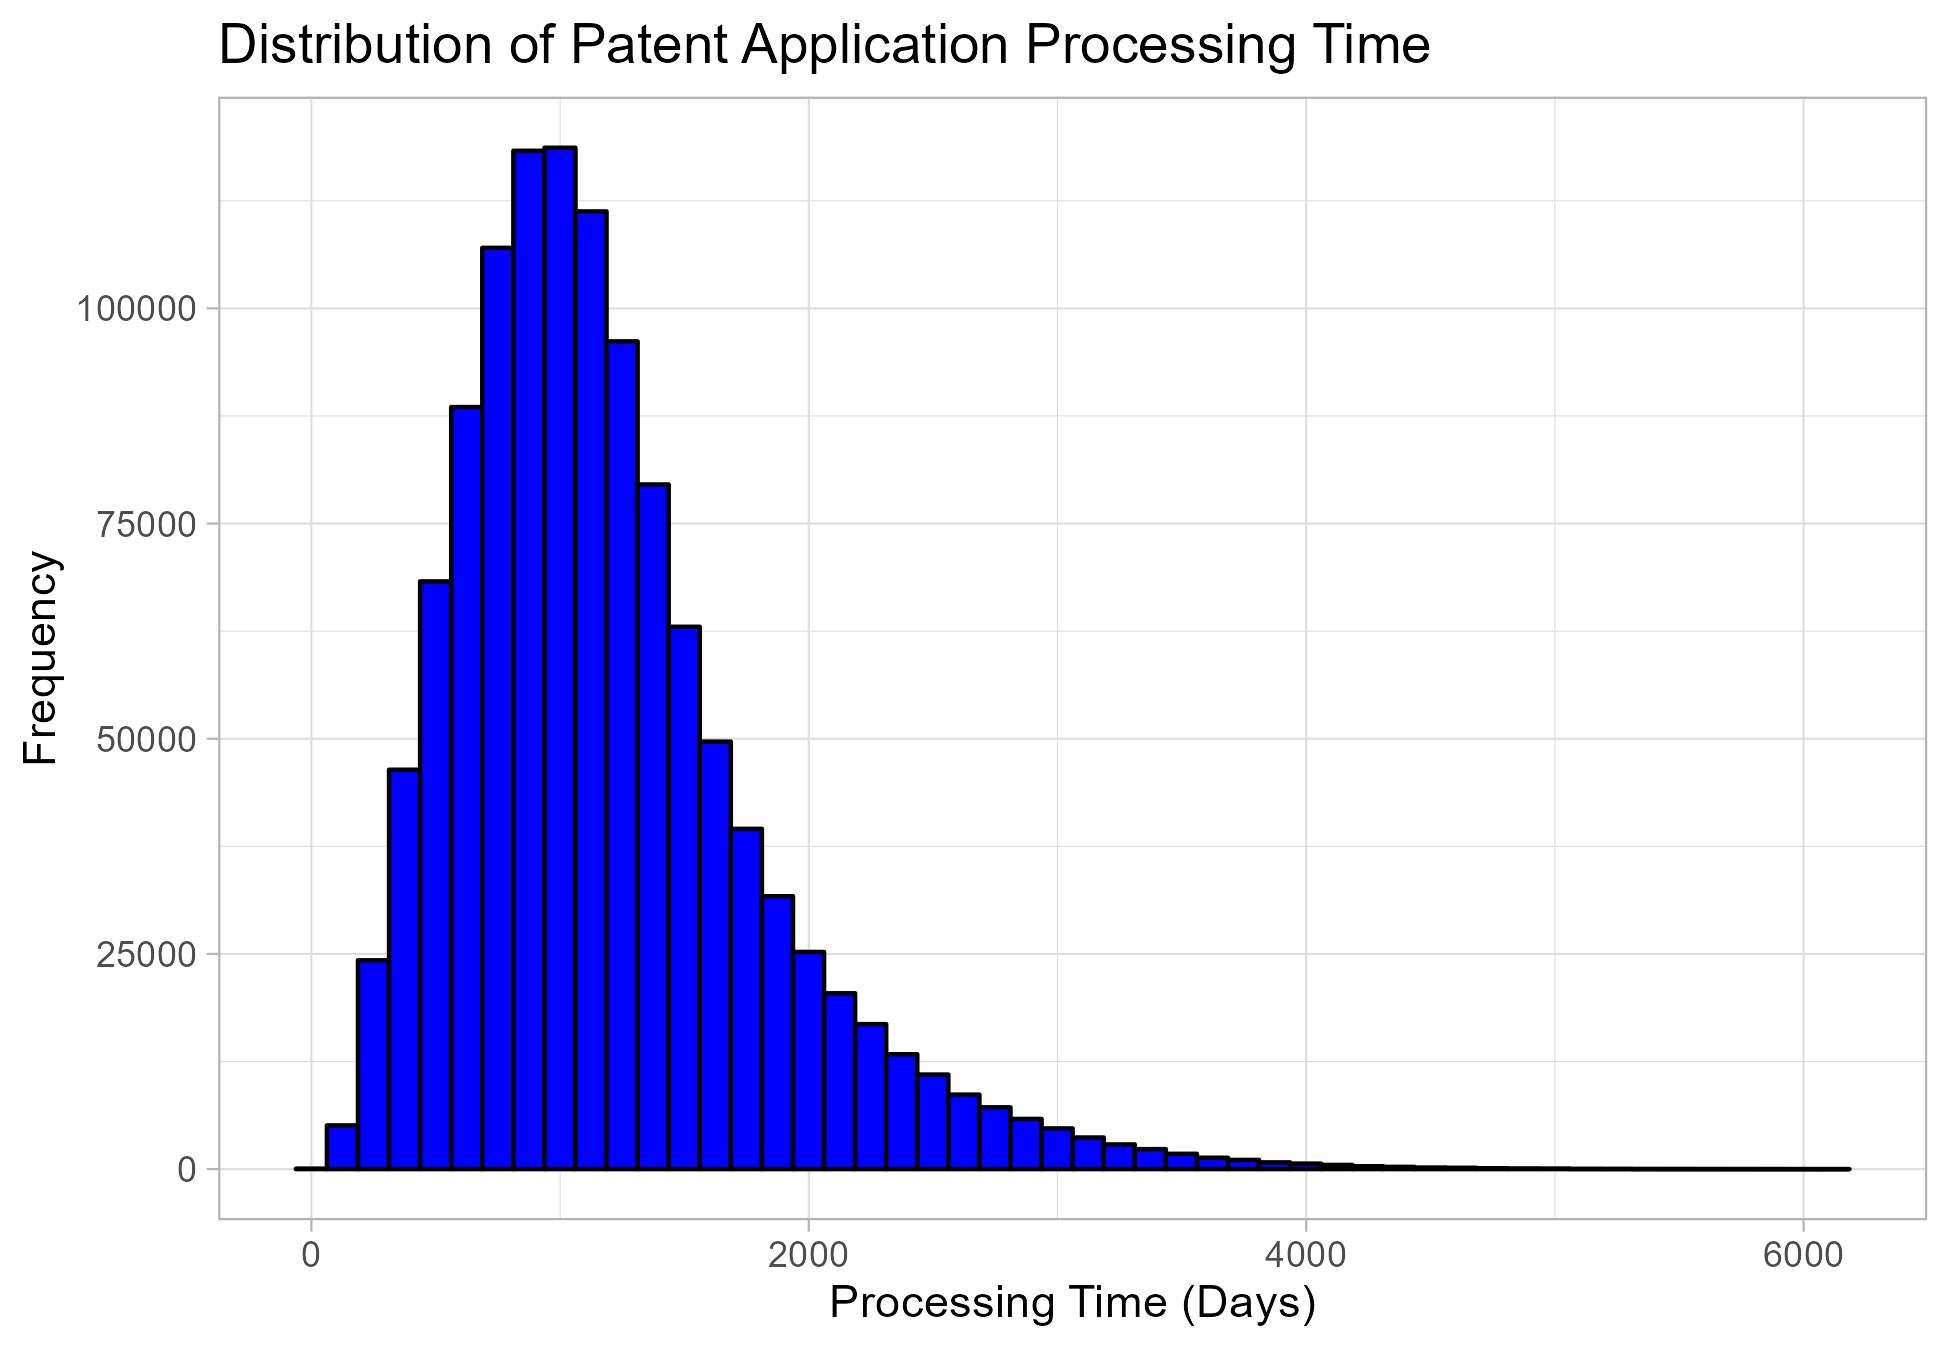 Distribution of Patent Application Processing Time
100000
75000
50000
25000
0
Frequency
0 2000 4000 6000
Processing Time (Days)